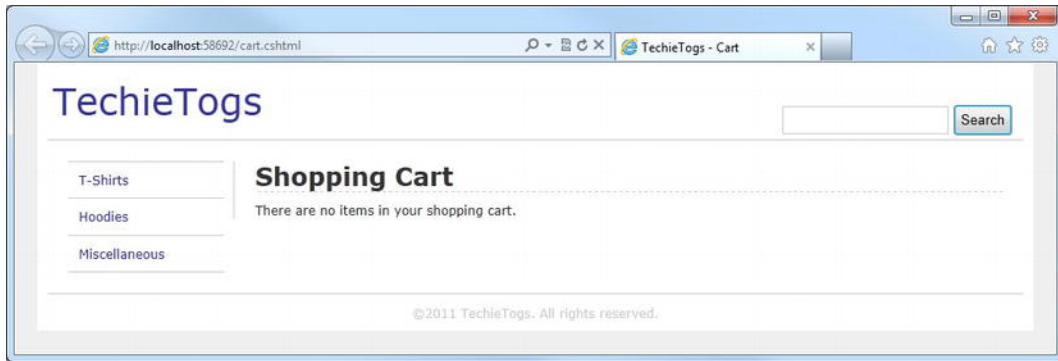 http://localhost:58692/cart.cshtml
TechieTogs - Cart
TechieTogs
Search
T-Shirts
Hoodies
Miscellaneous
Shopping Cart
There are no items in your shopping cart.
©2011 TechieTogs. All rights reserved.